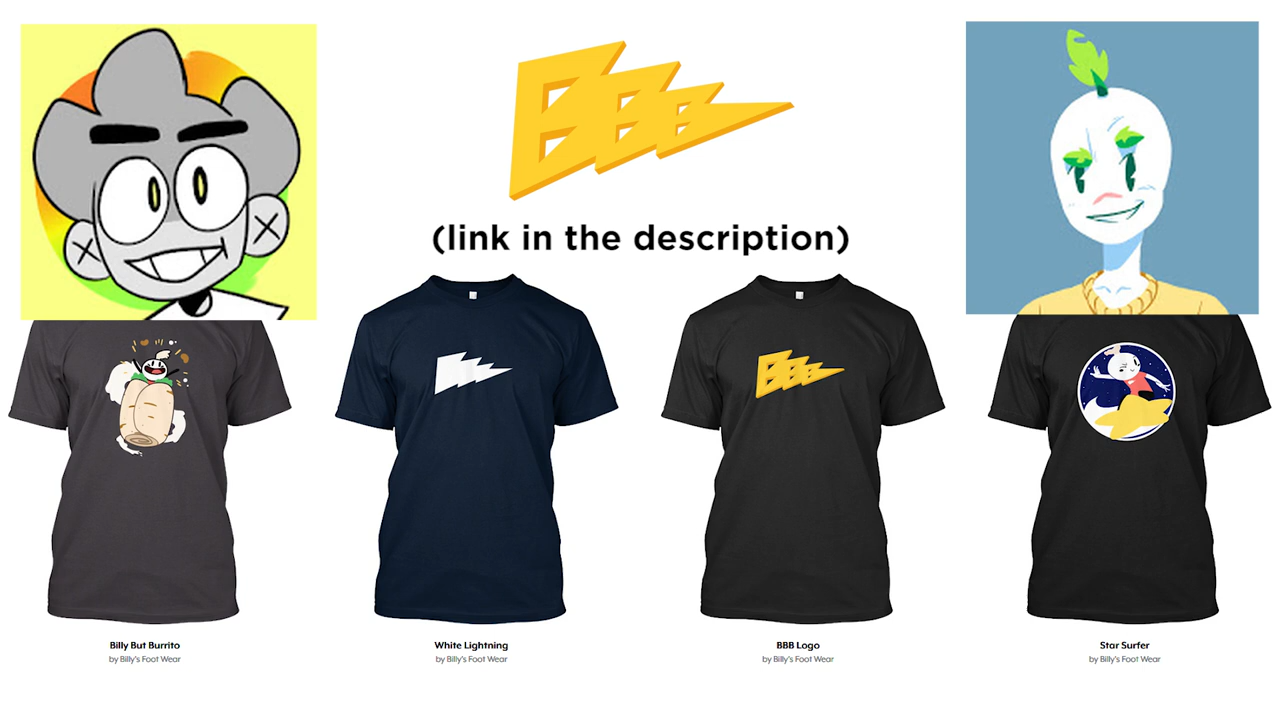 BBB
(link in the description)
BBB
Billy But Burrito
by Billy's Foot Wear
White Lightning
by Billy's Foot Wear
BBB Logo
by Billy's Foot Wear
Star Surfer
by Billy's Foot Wear